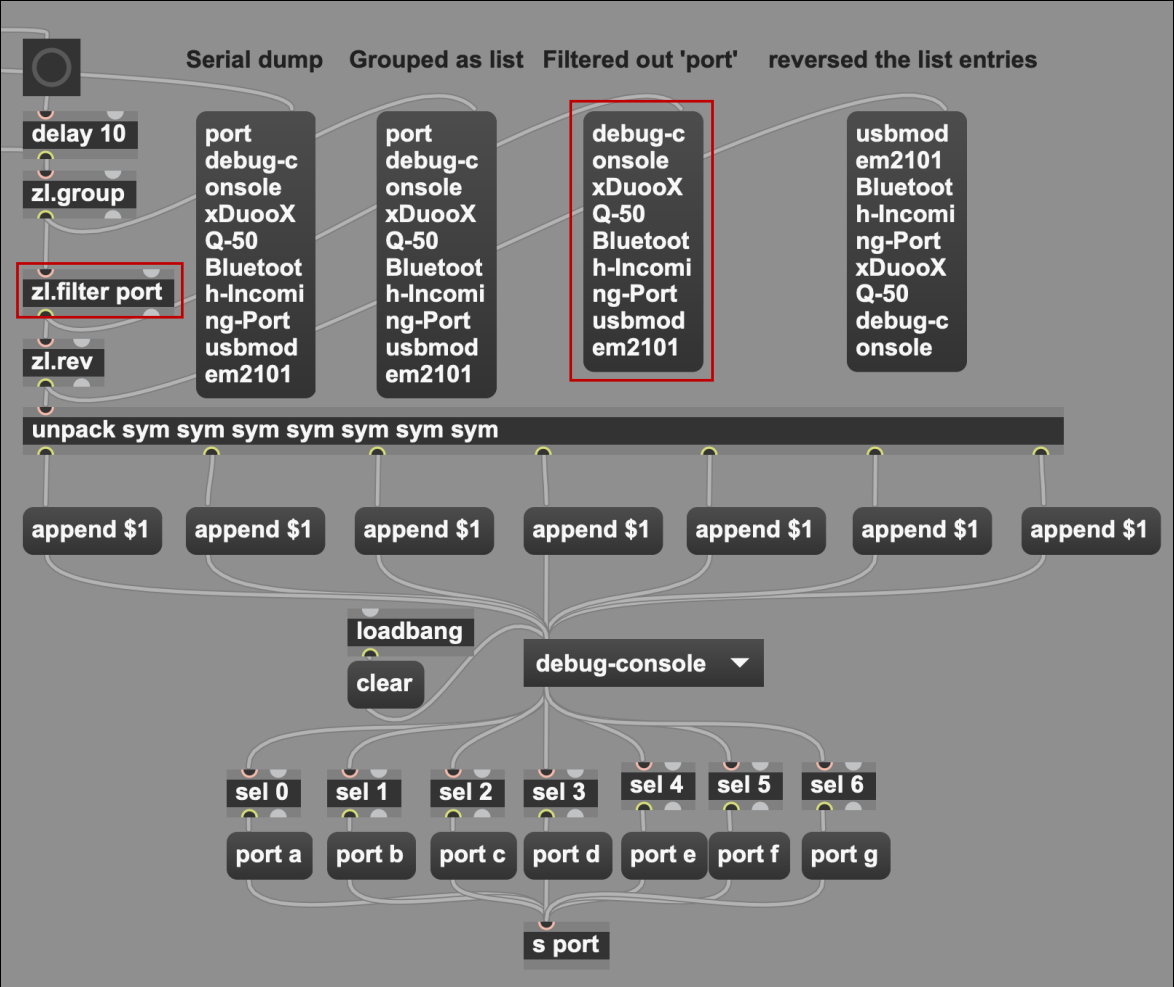 Serial dump
Grouped as list
Filtered out 'port'
reversed the list entries
delay 10
zl.group
zl.filter port
zl.rev
port
debug-c
onsole
xDuooX
Q-50
Bluetoot
h-Incomi
ng-Port
usbmod
em2101
port
debug-c
onsole
xDuooX
Q-50
Bluetoot
h-Incomi
ng-Port
usbmod
em2101
debug-c
onsole
xDuooX
Q-50
Bluetoot
h-Incomi
ng-Port
usbmod
em2101
usbmod
em2101
Bluetoot
h-Incomi
ng-Port
xDuooX
Q-50
debug-c
onsole
unpack sym sym sym sym sym sym sym
append $1
append $1
append $1
append $1
append $1
append $1
append $1
loadbang
clear
debug-console
sel 0
sel 1
sel 2
sel 3
sel 4
sel 5
sel 6
port a
port b
port c
port d
port e
port f
port g
s port